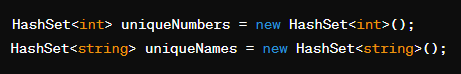 HashSet<int> uniqueNumbers = new HashSet<int>();
HashSet<string> uniqueNames = new HashSet<string>();